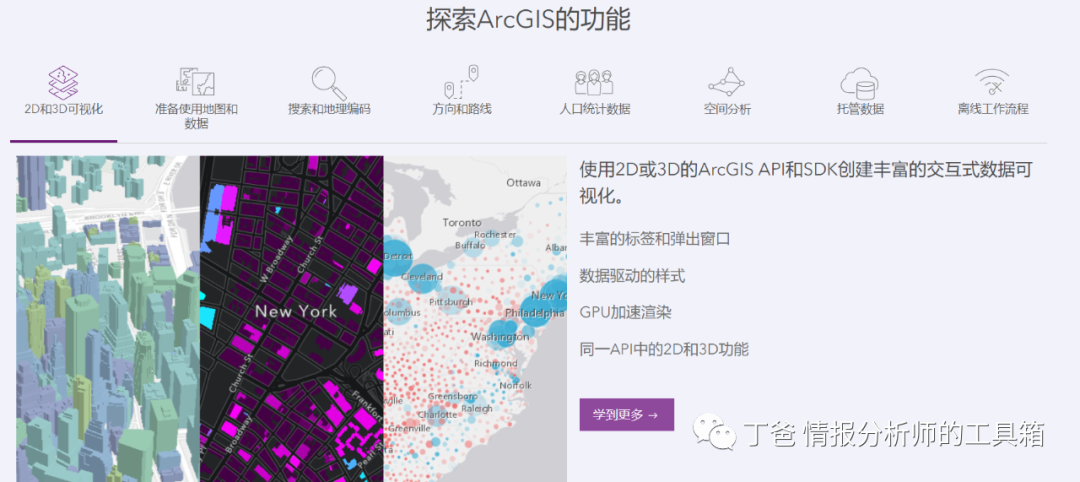 探索ArcGIS的功能
2D和3D可视化
准备使用地图和
数据
搜索和地理编码
方向和路线
人口统计数据
空间分析
托管数据
离线工作流程
使用2D或3D的ArcGIS API和SDK创建丰富的交互式数据可
视化。
丰富的标签和弹出窗口
数据驱动的样式
GPU加速渲染
同一API中的2D和3D功能
学到更多 →
W Broadway
Church St
New York
Church St
Broadway
Frankfort
Pearl St
Ottawa
Toronto
Rochester
Buffalo
Alba
Detroit
Cleveland
New Yo
Pittsburgh
Philadelphia
olumbus
Washington
Richmond
Norfolk
Greensboro
Raleigh
Charlotte
Greenville
丁爸 情报分析师的工具箱